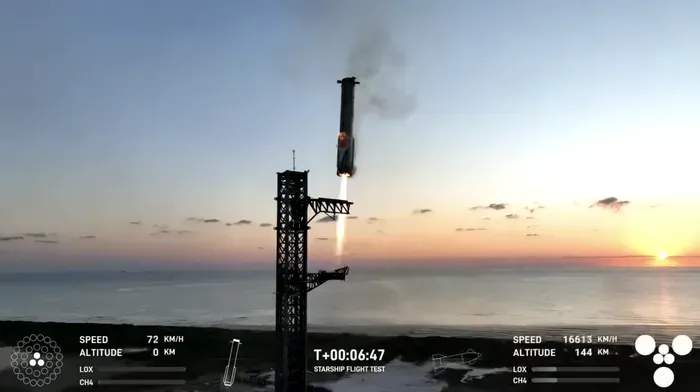 SPEED 72 KM/H
ALTITUDE 0 KM
LOX
CH4
T+00:06:47
STARSHIP FLIGHT TEST
SPEED 16613 KM/H
ALTITUDE 144 KM
LOX
CH4